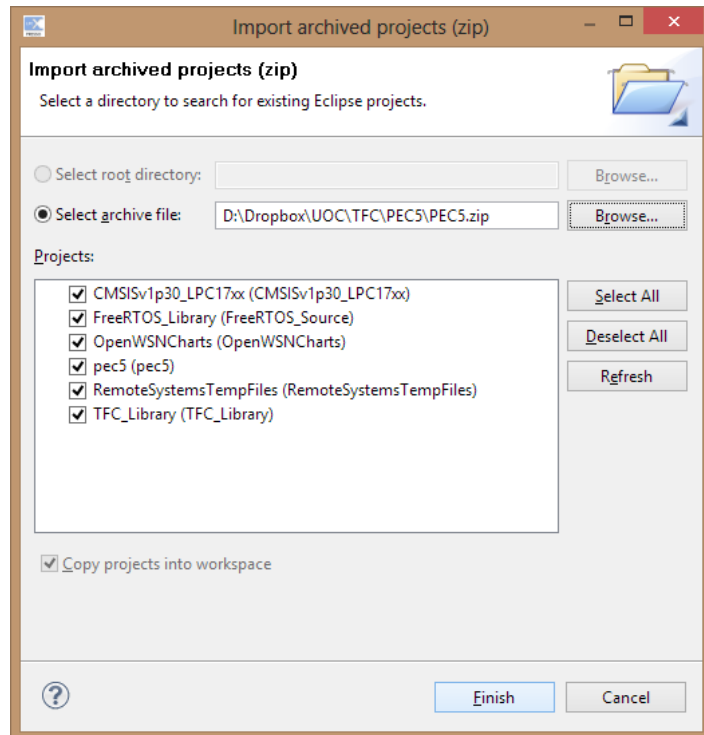 Import archived projects (zip)
Import archived projects (zip)
Select a directory to search for existing Eclipse projects.
Select root directory:
Browse...
Select archive file:
D:\Dropbox\UOC\TFC\PEC5\PEC5.zip
Browse...
Projects:
CMSISv1p30_LPC17xx (CMSISv1p30_LPC17xx)
FreeRTOS_Library (FreeRTOS_Source)
OpenWSNCharts (OpenWSNCharts)
pec5 (pec5)
RemoteSystemsTempFiles (RemoteSystemsTempFiles)
TFC_Library (TFC_Library)
Select All
Deselect All
Refresh
Copy projects into workspace
?
Finish
Cancel